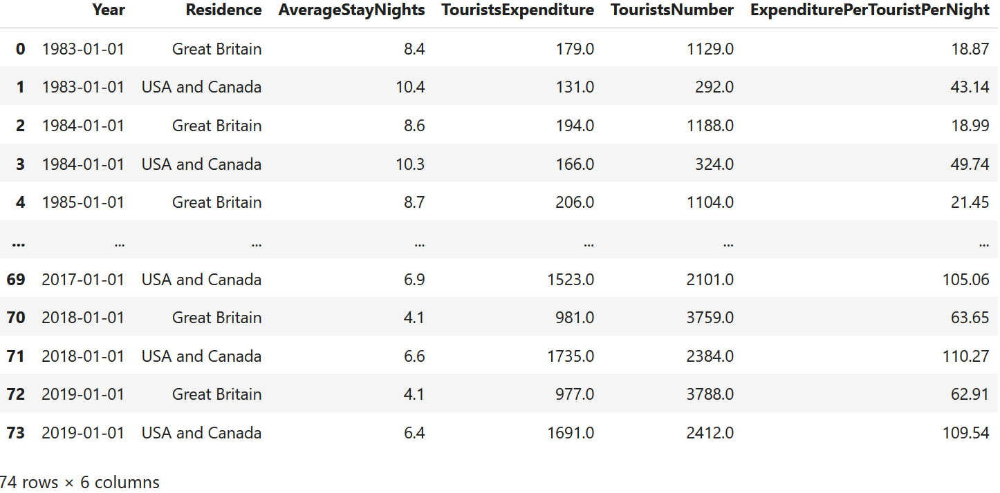 Year Residence AverageStayNights TouristsExpenditure TouristsNumber ExpenditurePerTouristPerNight
0 1983-01-01 Great Britain 8.4 179.0 1129.0 18.87
1 1983-01-01 USA and Canada 10.4 131.0 292.0 43.14
2 1984-01-01 Great Britain 8.6 194.0 1188.0 18.99
3 1984-01-01 USA and Canada 10.3 166.0 324.0 49.74
4 1985-01-01 Great Britain 8.7 206.0 1104.0 21.45
... ... ... ... ... ... ...
69 2017-01-01 USA and Canada 6.9 1523.0 2101.0 105.06
70 2018-01-01 Great Britain 4.1 981.0 3759.0 63.65
71 2018-01-01 USA and Canada 6.6 1735.0 2384.0 110.27
72 2019-01-01 Great Britain 4.1 977.0 3788.0 62.91
73 2019-01-01 USA and Canada 6.4 1691.0 2412.0 109.54
74 rows × 6 columns